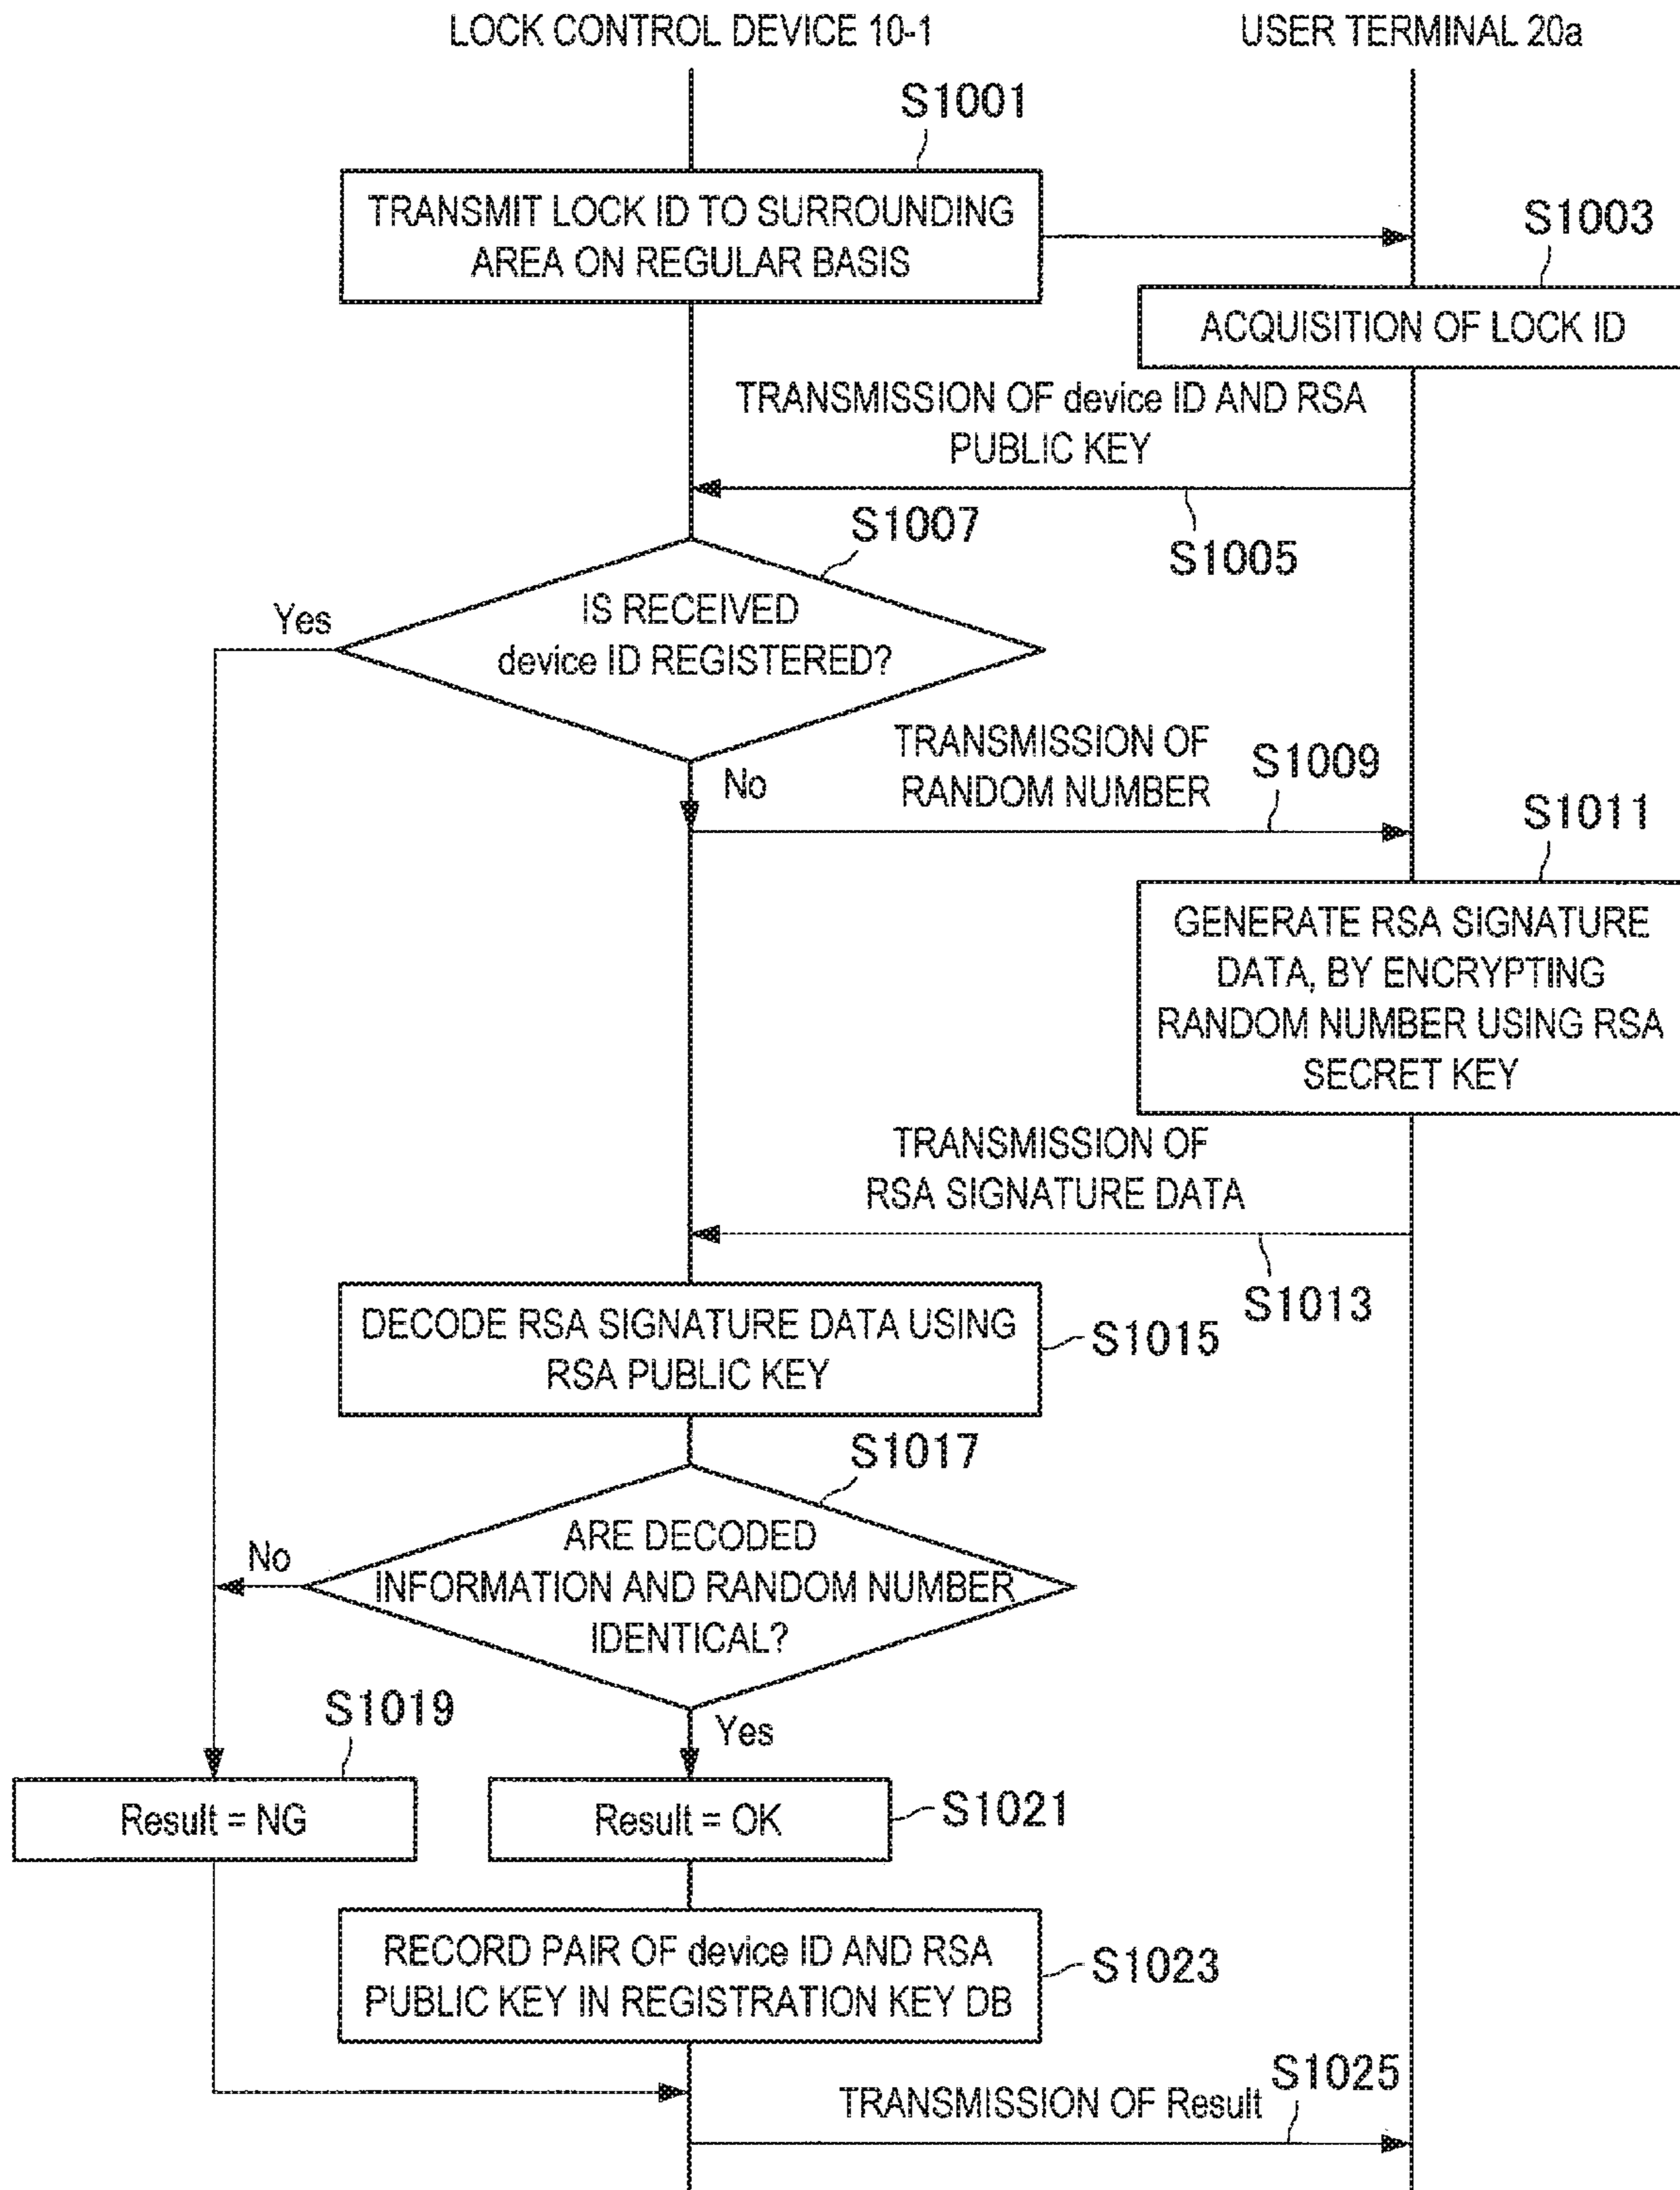 LOCK CONTROL DEVICE 10-1
USER TERMINAL 20a
S1001
TRANSMIT LOCK ID TO SURROUNDING
AREA ON REGULAR BASIS
S1003
ACQUISITION OF LOCK ID
TRANSMISSION OF device ID AND RSA
PUBLIC KEY
S1005
S1007
IS RECEIVED
device ID REGISTERED?
Yes
No
TRANSMISSION OF
RANDOM NUMBER
S1009
S1011
GENERATE RSA SIGNATURE
DATA, BY ENCRYPTING
RANDOM NUMBER USING RSA
SECRET KEY
TRANSMISSION OF
RSA SIGNATURE DATA
S1013
DECODE RSA SIGNATURE DATA USING
RSA PUBLIC KEY
S1015
S1017
ARE DECODED
INFORMATION AND RANDOM NUMBER
IDENTICAL?
No
Yes
S1019
Result = NG
Result = OK
S1021
RECORD PAIR OF device ID AND RSA
PUBLIC KEY IN REGISTRATION KEY DB
S1023
TRANSMISSION OF Result
S1025